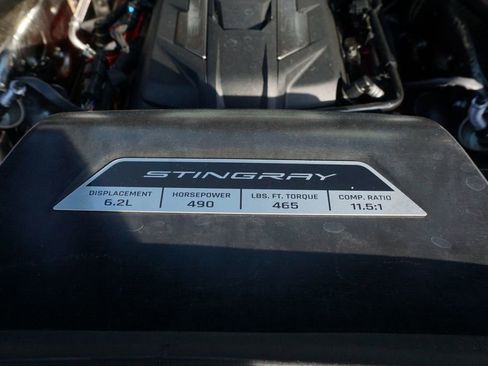 STINGRAY
DISPLACEMENT HORSEPOWER LBS. FT. TORQUE COMP. RATIO
6.2L 490 465 11.5:1